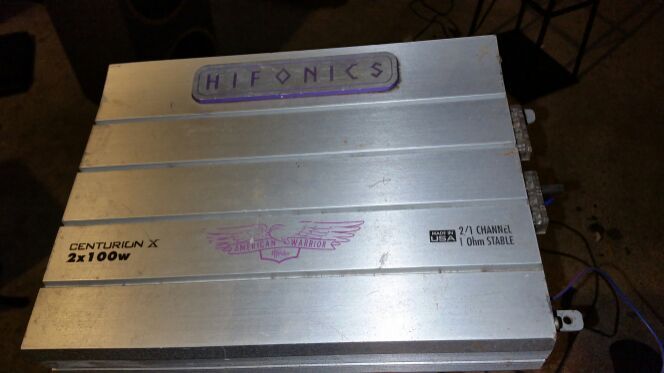 HIFONICS
AMERICAN WARRIOR
CENTURION X
2x100w
MADE IN
USA
2/1 CHANNEL
1 Ohm STABLE